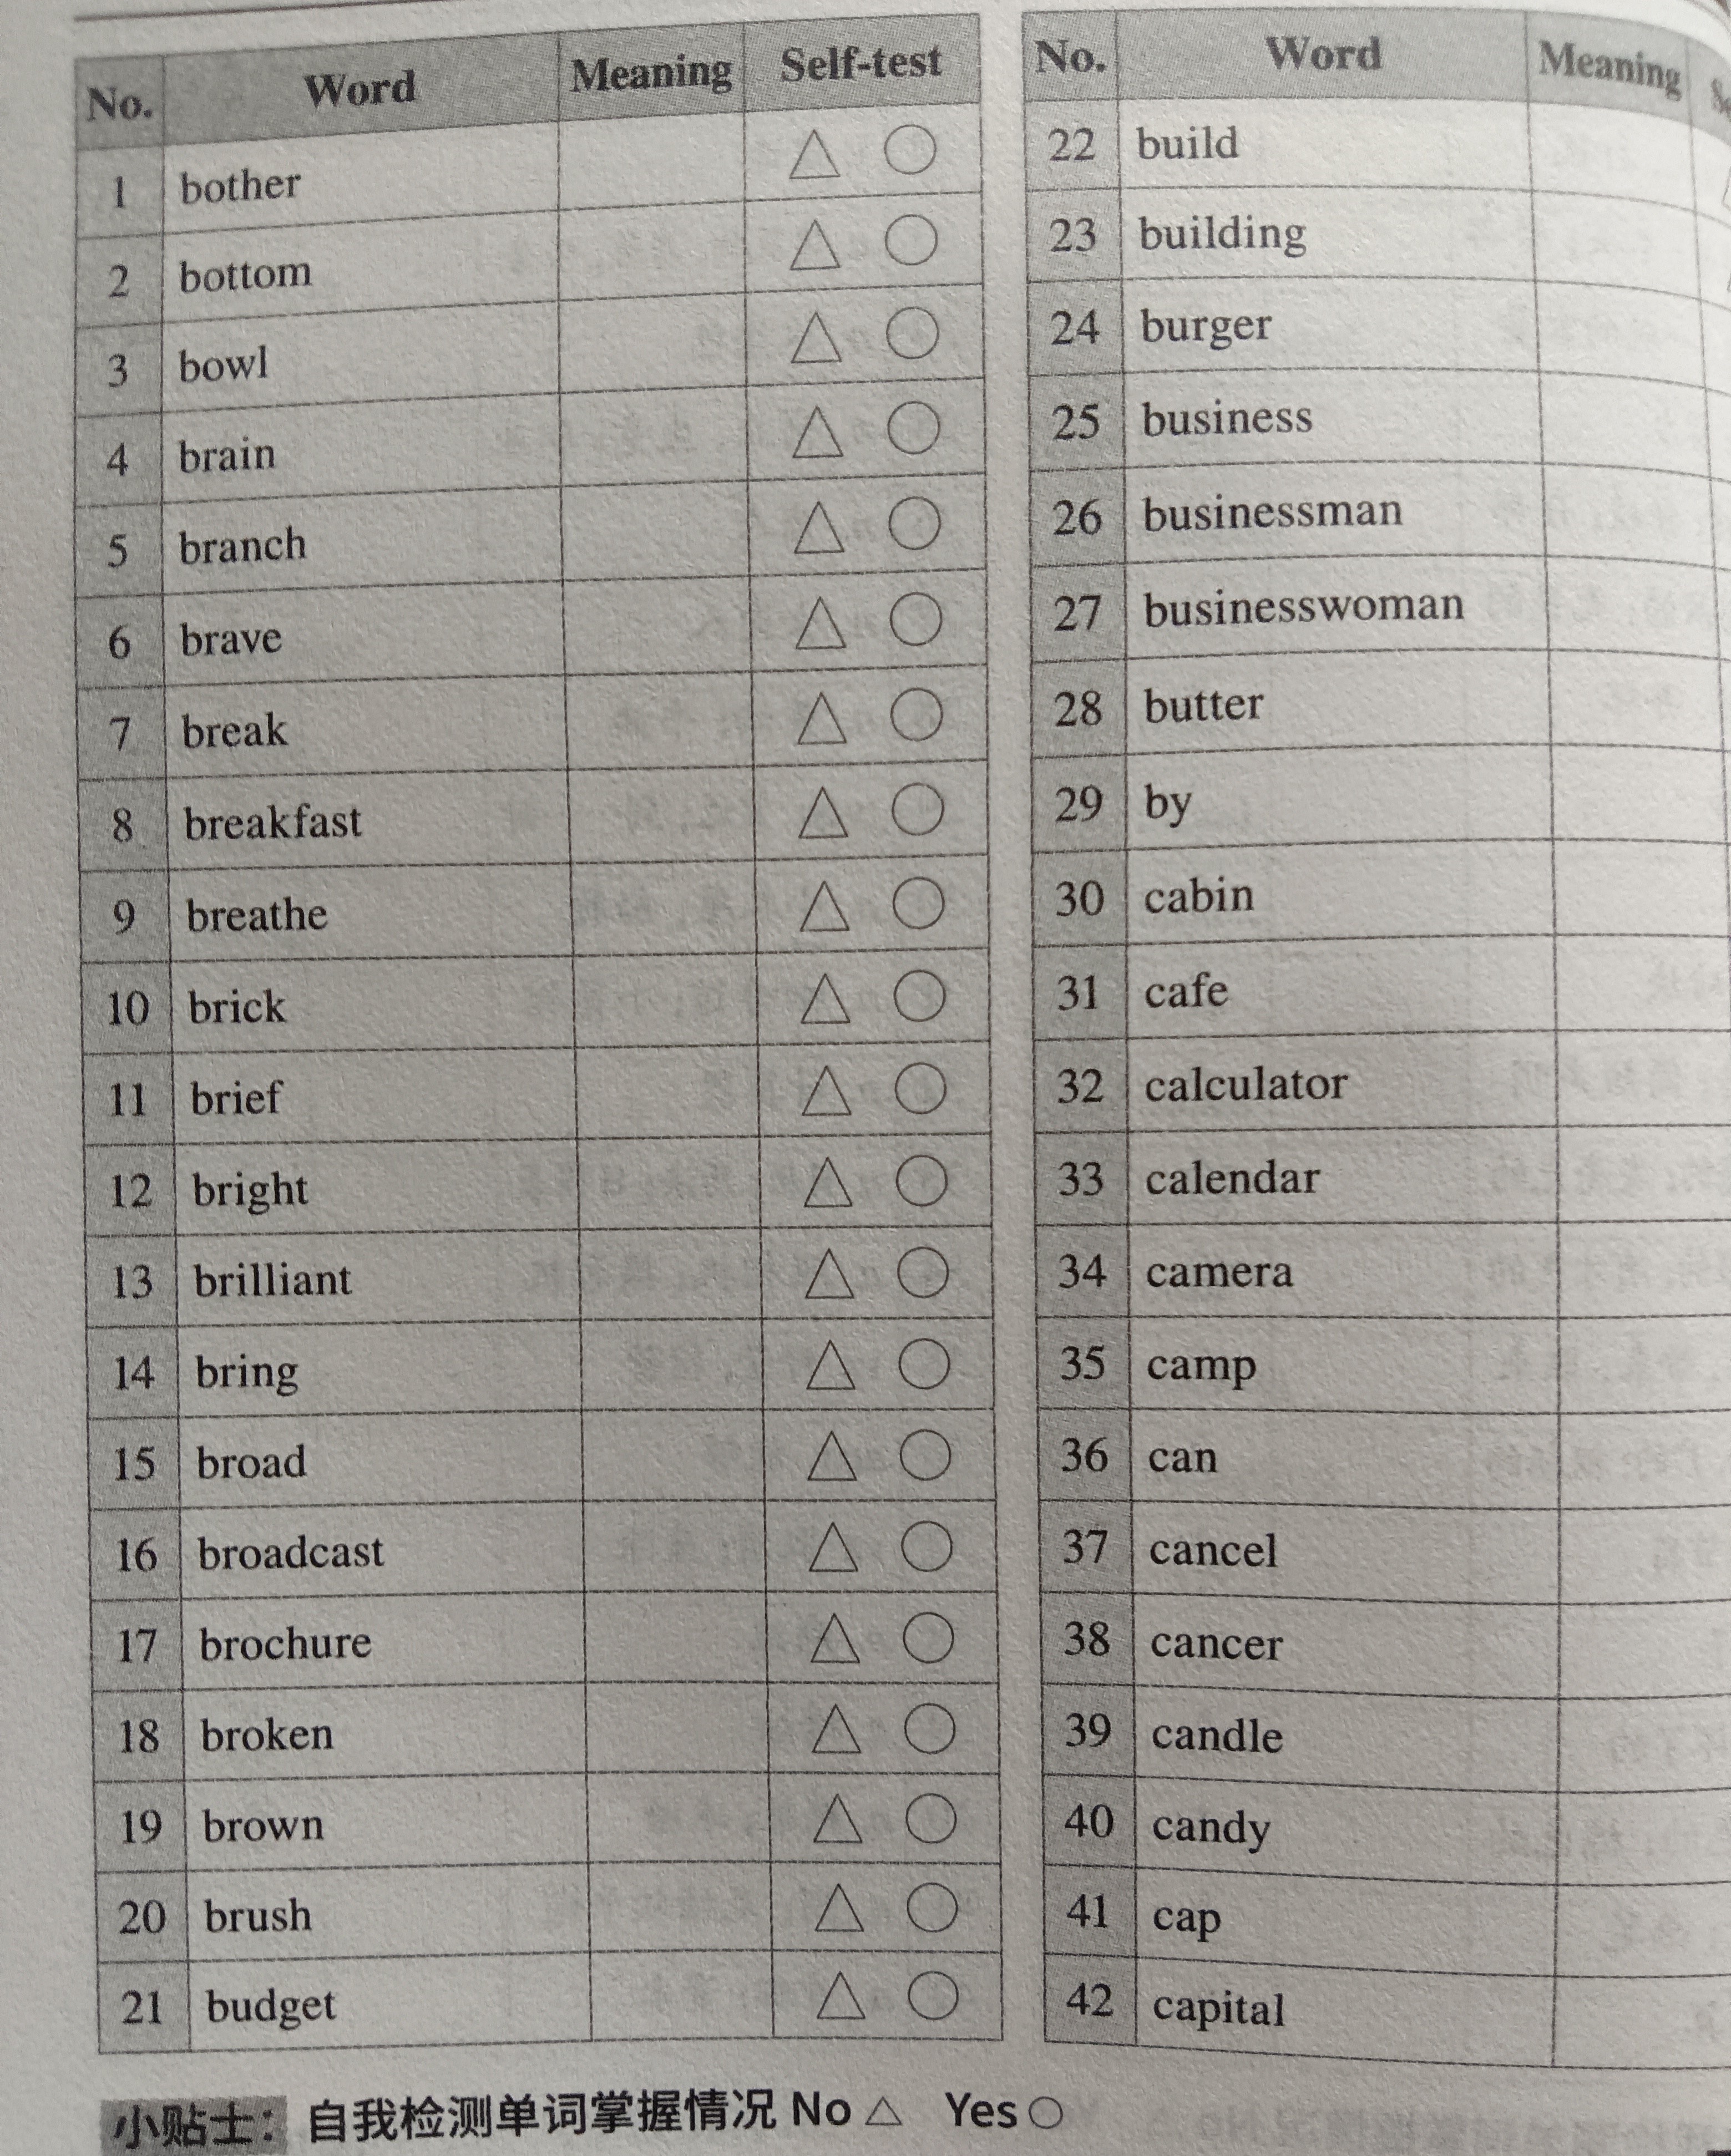 No. Word Meaning Self-test
1 bother △ ○
2 bottom △ ○
3 bowl △ ○
4 brain △ ○
5 branch △ ○
6 brave △ ○
7 break △ ○
8 breakfast △ ○
9 breathe △ ○
10 brick △ ○
11 brief △ ○
12 bright △ ○
13 brilliant △ ○
14 bring △ ○
15 broad △ ○
16 broadcast △ ○
17 brochure △ ○
18 broken △ ○
19 brown △ ○
20 brush △ ○
21 budget △ ○
No. Word Meaning
22 build
23 building
24 burger
25 business
26 businessman
27 businesswoman
28 butter
29 by
30 cabin
31 cafe
32 calculator
33 calendar
34 camera
35 camp
36 can
37 cancel
38 cancer
39 candle
40 candy
41 cap
42 capital
小贴士：自我检测单词掌握情况 No △ Yes ○